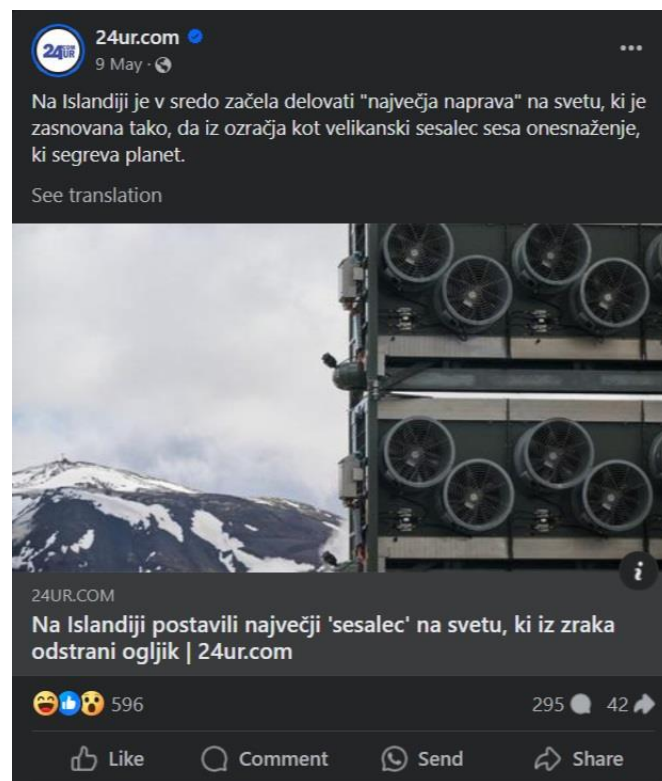 24UR.COM
24ur.com
9 May ·
Na Islandiji je v sredo začela delovati "največja naprava" na svetu, ki je
zasnovana tako, da iz ozračja kot velikanski sesalec sesa onesnaženje,
ki segreva planet.
See translation
24UR.COM
Na Islandiji postavili največji 'sesalec' na svetu, ki iz zraka
odstrani ogljik | 24ur.com
596
295 42
Like Comment Send Share